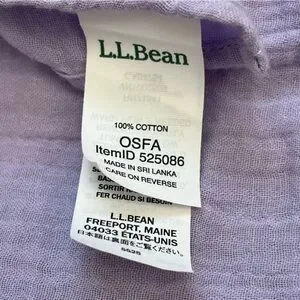 L.L.Bean
100% COTTON
OSFA
ItemID 525086
MADE IN SRI LANKA
CARE ON REVERSE
SORTIR
FER CHAUD SI BESOIN
L.L.BEAN
FREEPORT, MAINE
04033 ÉTATS-UNIS
日本語は裏面をご覧ください。
SS25